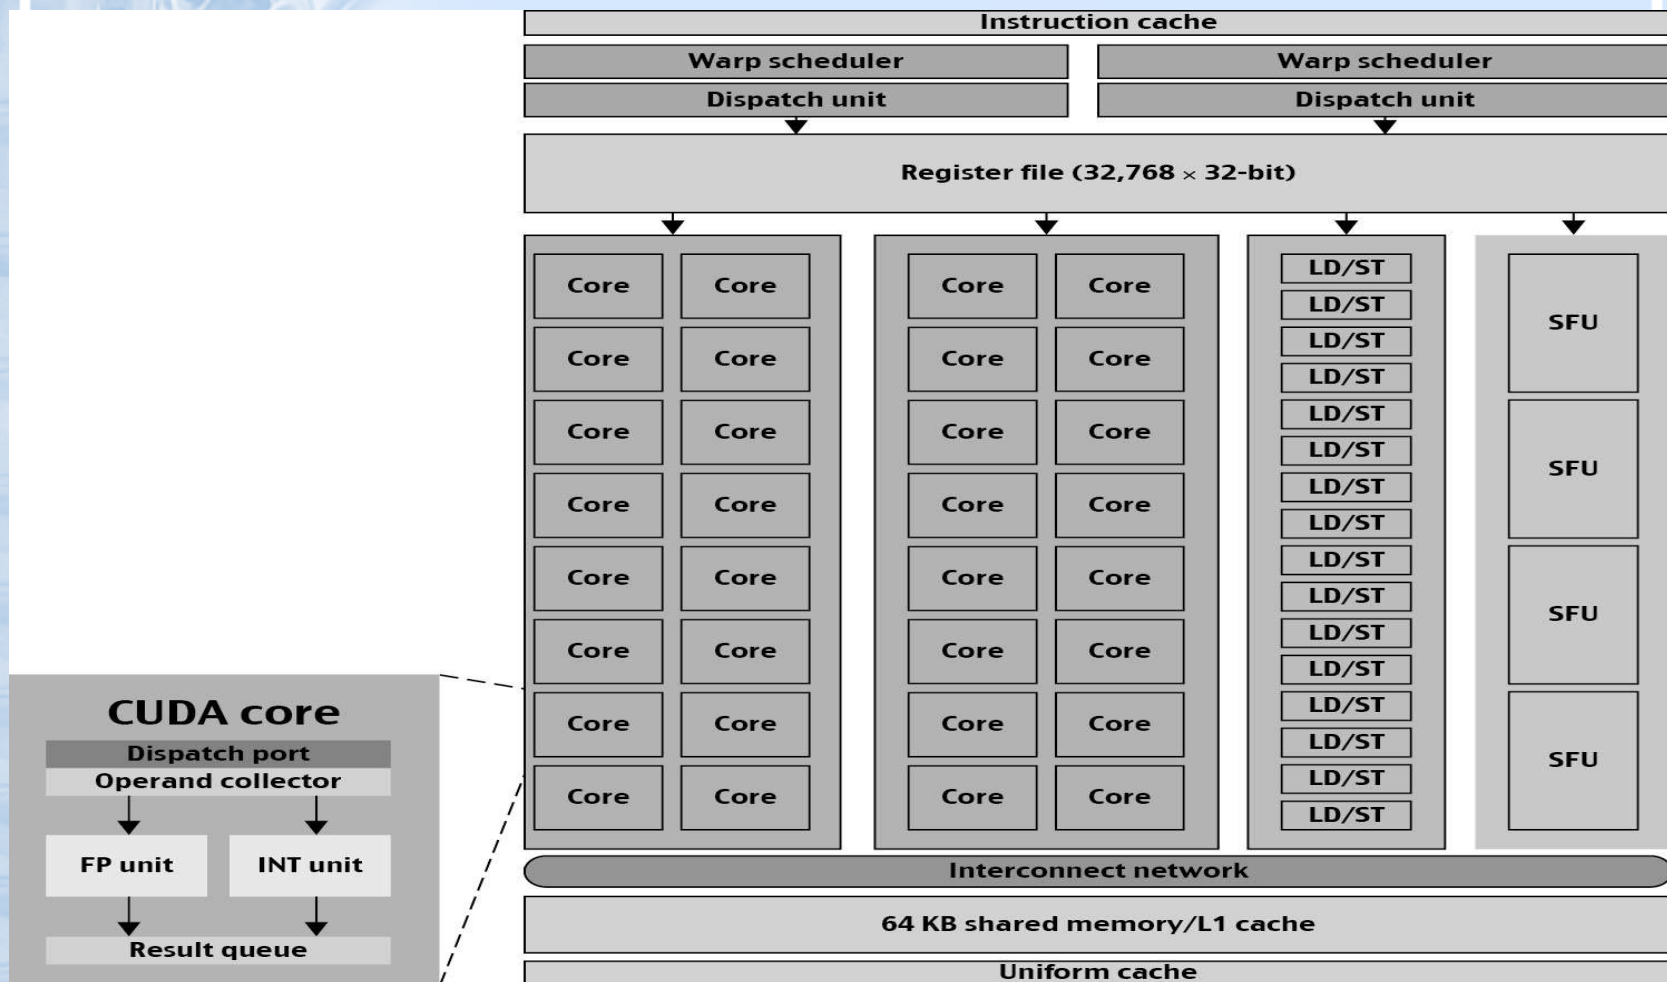 Instruction cache
Warp scheduler Warp scheduler
Dispatch unit Dispatch unit
Register file (32,768 × 32-bit)
Core Core Core Core LD/ST
LD/ST
SFU
Core Core Core Core LD/ST
LD/ST
Core Core Core Core LD/ST
LD/ST
SFU
Core Core Core Core LD/ST
LD/ST
Core Core Core Core LD/ST
LD/ST
SFU
Core Core Core Core LD/ST
LD/ST
Core Core Core Core LD/ST
LD/ST
SFU
Core Core Core Core LD/ST
LD/ST
CUDA core
Dispatch port
Operand collector
FP unit INT unit
Result queue
Interconnect network
64 KB shared memory/L1 cache
Uniform cache